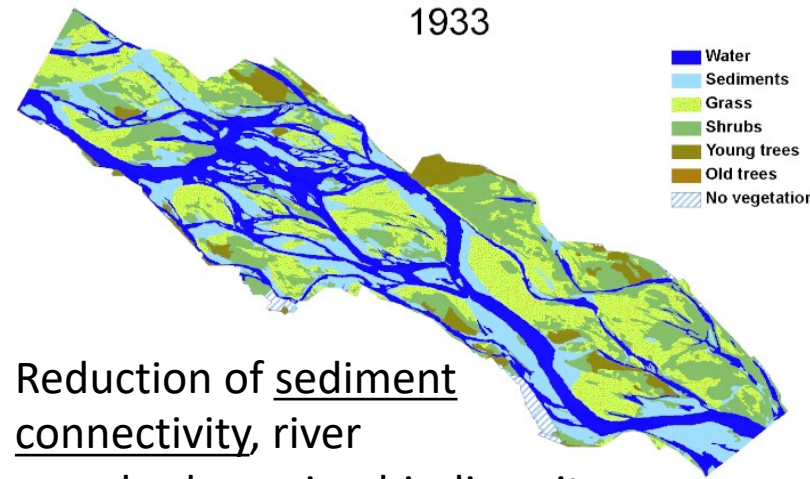 1933
Water
Sediments
Grass
Shrubs
Young trees
Old trees
No vegetation
Reduction of sediment
connectivity, river